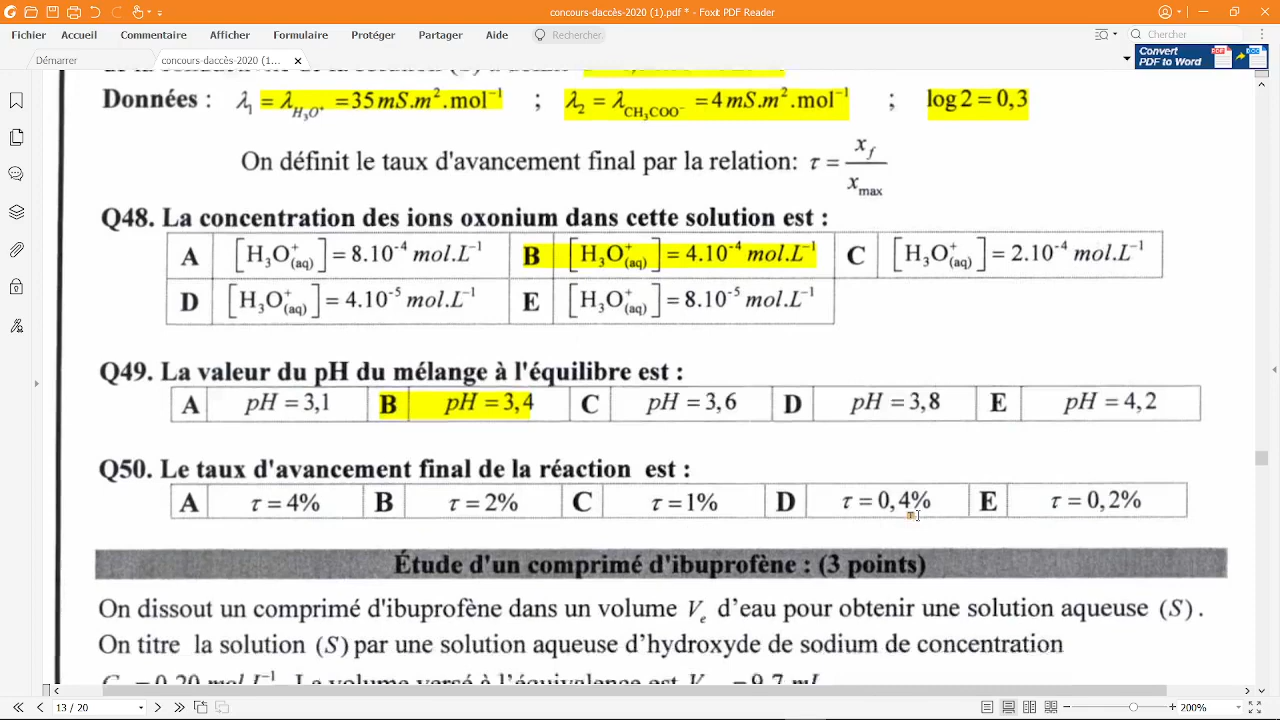 concours-daccès-2020 (1).pdf * - Foxit PDF Reader
Fichier Accueil Commentaire Edition Afficher Formulaire Protéger Partager Aide Rechercher Chercher
Démarrer concours-daccès-2020 (1... × Convert PDF to Word
Données : λ₁ = λ_H₃O⁺ = 35 mS.m².mol⁻¹ ; λ₂ = λ_CH₃COO⁻ = 4 mS.m².mol⁻¹ ; log 2 = 0,3
On définit le taux d'avancement final par la relation: τ = x_f / x_max
Q48. La concentration des ions oxonium dans cette solution est :
A [H₃O⁺(aq)] = 8.10⁻⁴ mol.L⁻¹ B [H₃O⁺(aq)] = 4.10⁻⁴ mol.L⁻¹ C [H₃O⁺(aq)] = 2.10⁻⁴ mol.L⁻¹
D [H₃O⁺(aq)] = 4.10⁻⁵ mol.L⁻¹ E [H₃O⁺(aq)] = 8.10⁻⁵ mol.L⁻¹
Q49. La valeur du pH du mélange à l'équilibre est :
A pH = 3,1 B pH = 3,4 C pH = 3,6 D pH = 3,8 E pH = 4,2
Q50. Le taux d'avancement final de la réaction est :
A τ = 4% B τ = 2% C τ = 1% D τ = 0,4% E τ = 0,2%
Étude d'un comprimé d'ibuprofène : (3 points)
On dissout un comprimé d'ibuprofène dans un volume Vₑ d'eau pour obtenir une solution aqueuse (S).
On titre la solution (S) par une solution aqueuse d'hydroxyde de sodium de concentration
13 / 20 200%